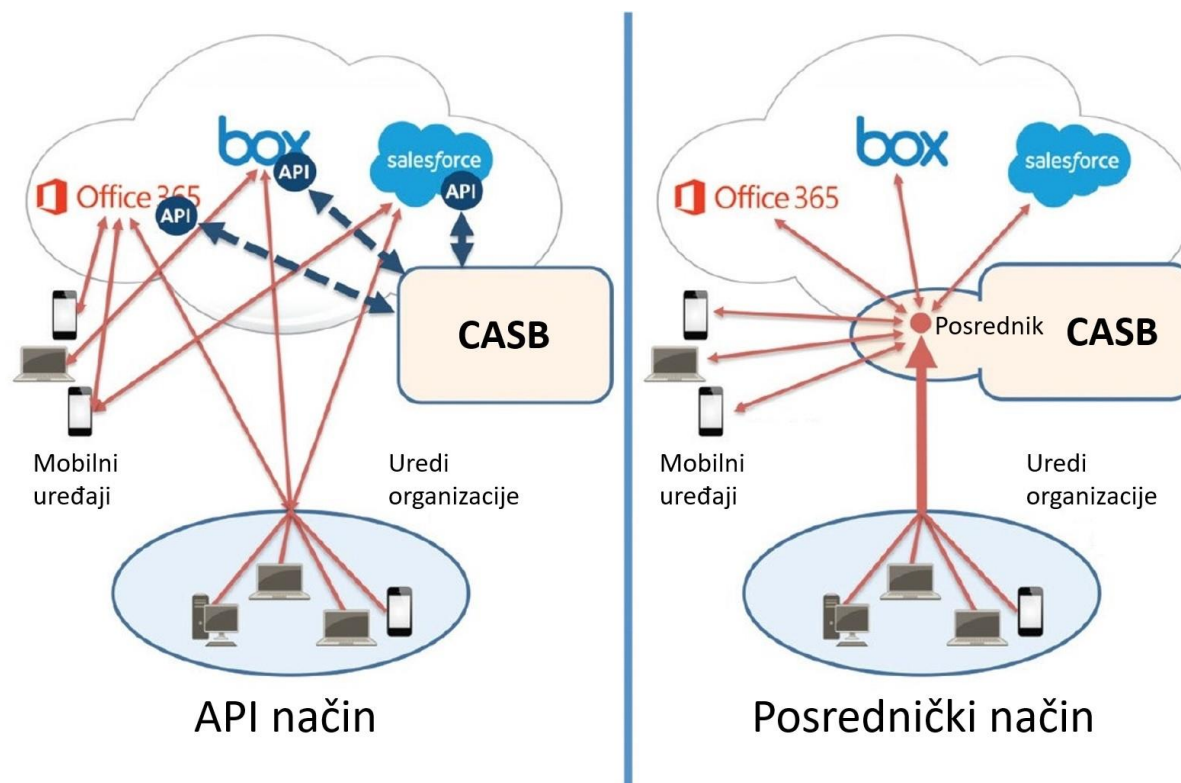 box
API
salesforce
API
Office 365
API
CASB
Mobilni
uređaji
Uredi
organizacije
API način
box
salesforce
Office 365
Posrednik
CASB
Mobilni
uređaji
Uredi
organizacije
Posrednički način